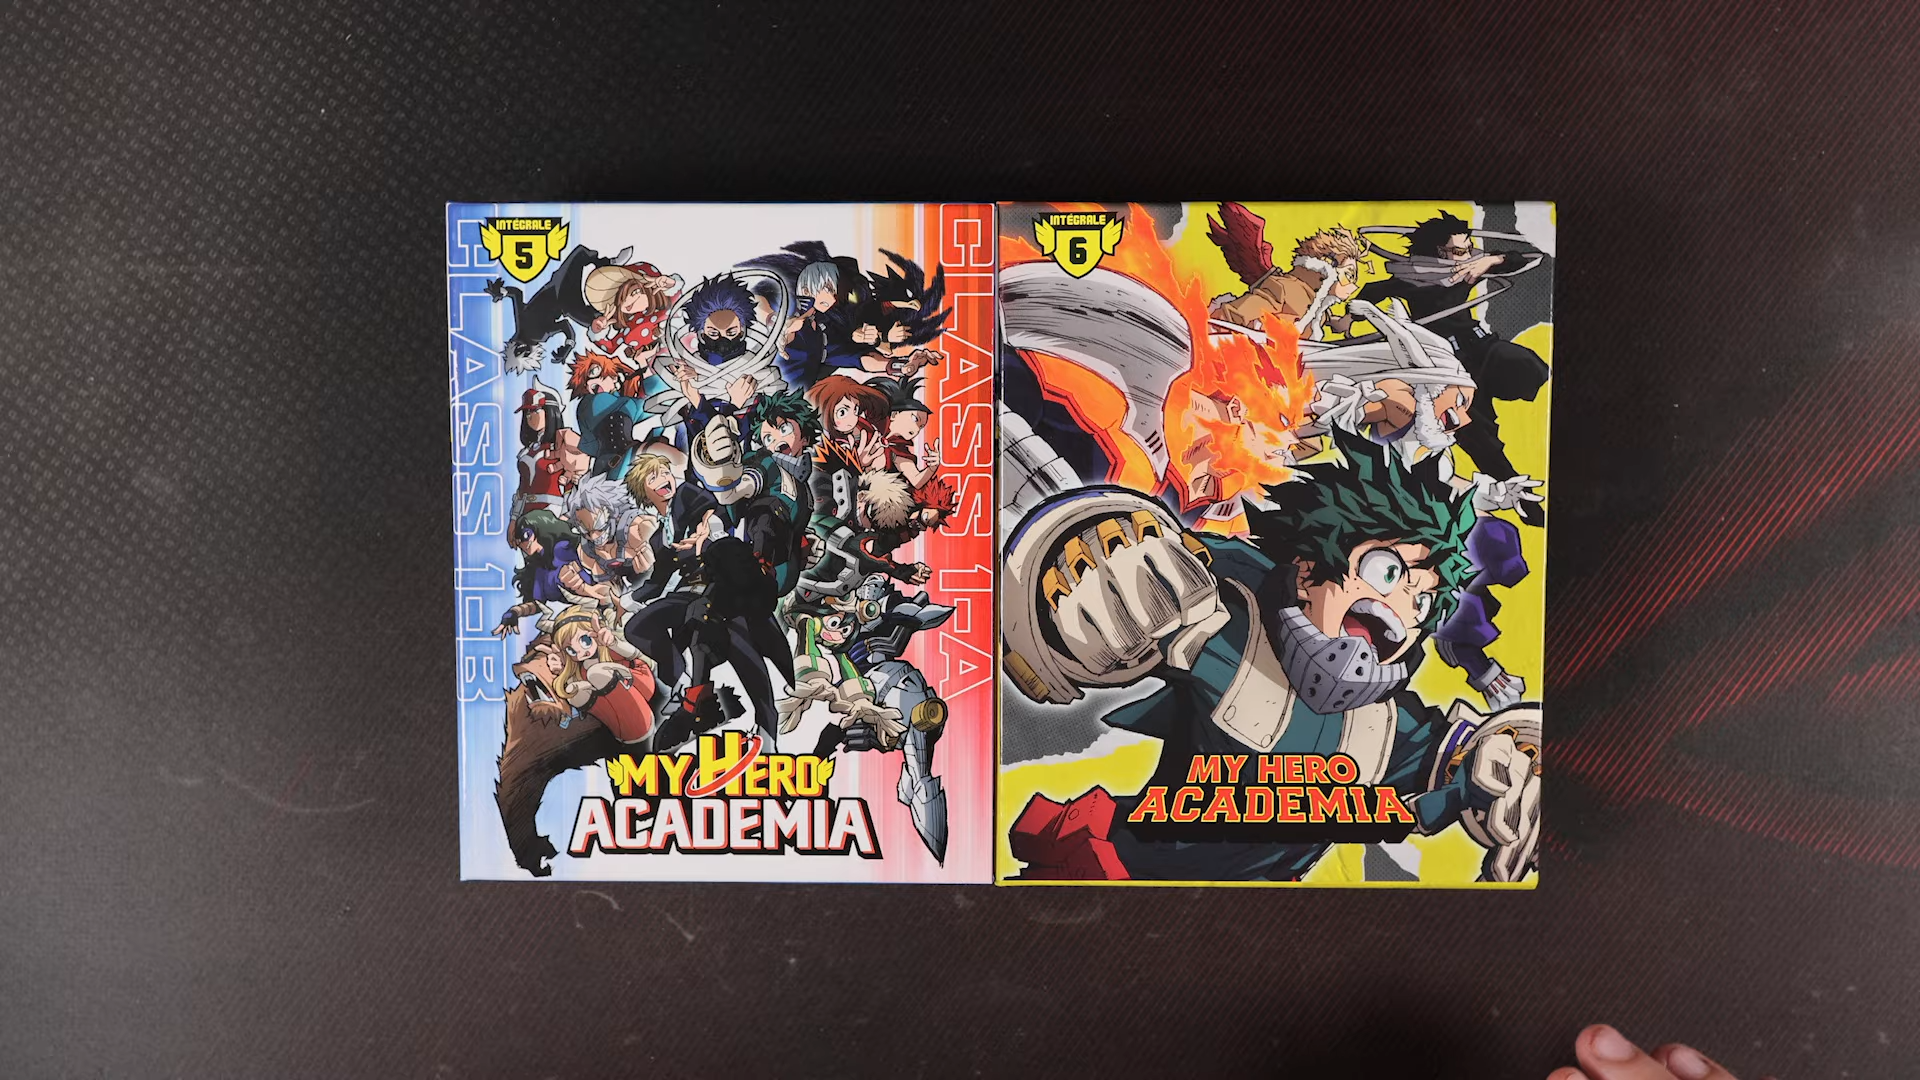 INTÉGRALE
5
CLASS 1-B
CLASS 1-A
MY HERO
ACADEMIA
INTÉGRALE
6
MY HERO
ACADEMIA